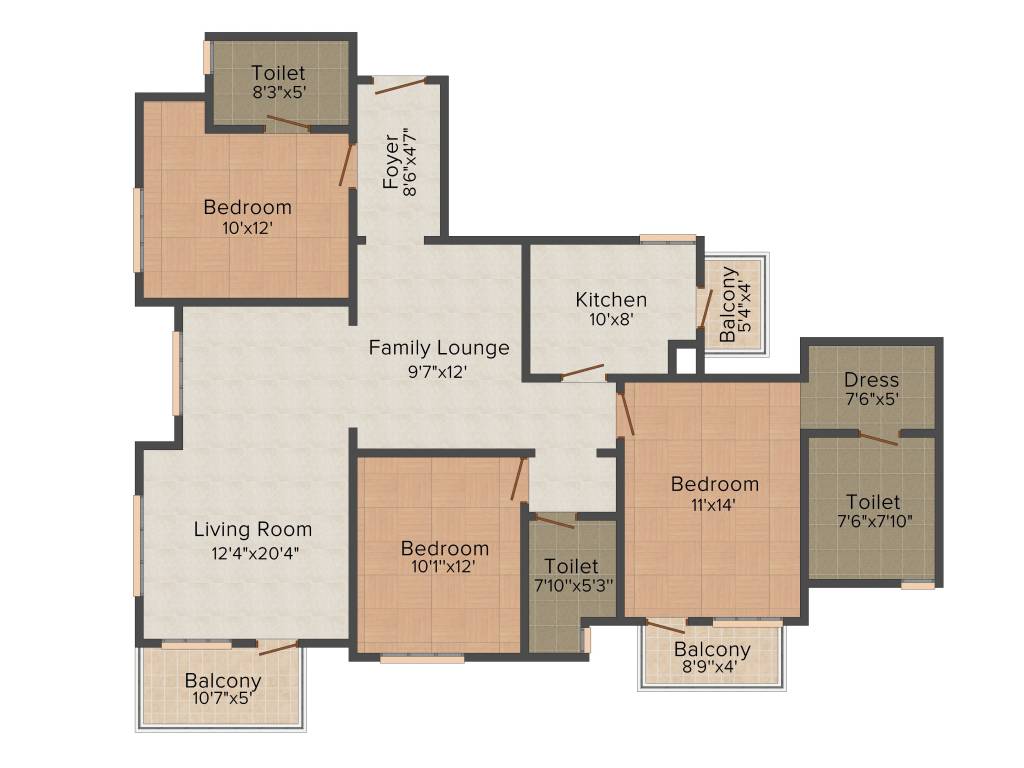 Toilet
8'3"x5'
Foyer
8'6"x4'7"
Bedroom
10'x12'
Kitchen
10'x8'
Balcony
5'4"x4'
Family Lounge
9'7"x12'
Dress
7'6"x5'
Bedroom
11'x14'
Toilet
7'6"x7'10"
Living Room
12'4"x20'4"
Bedroom
10'1"x12'
Toilet
7'10"x5'3"
Balcony
8'9"x4'
Balcony
10'7"x5'